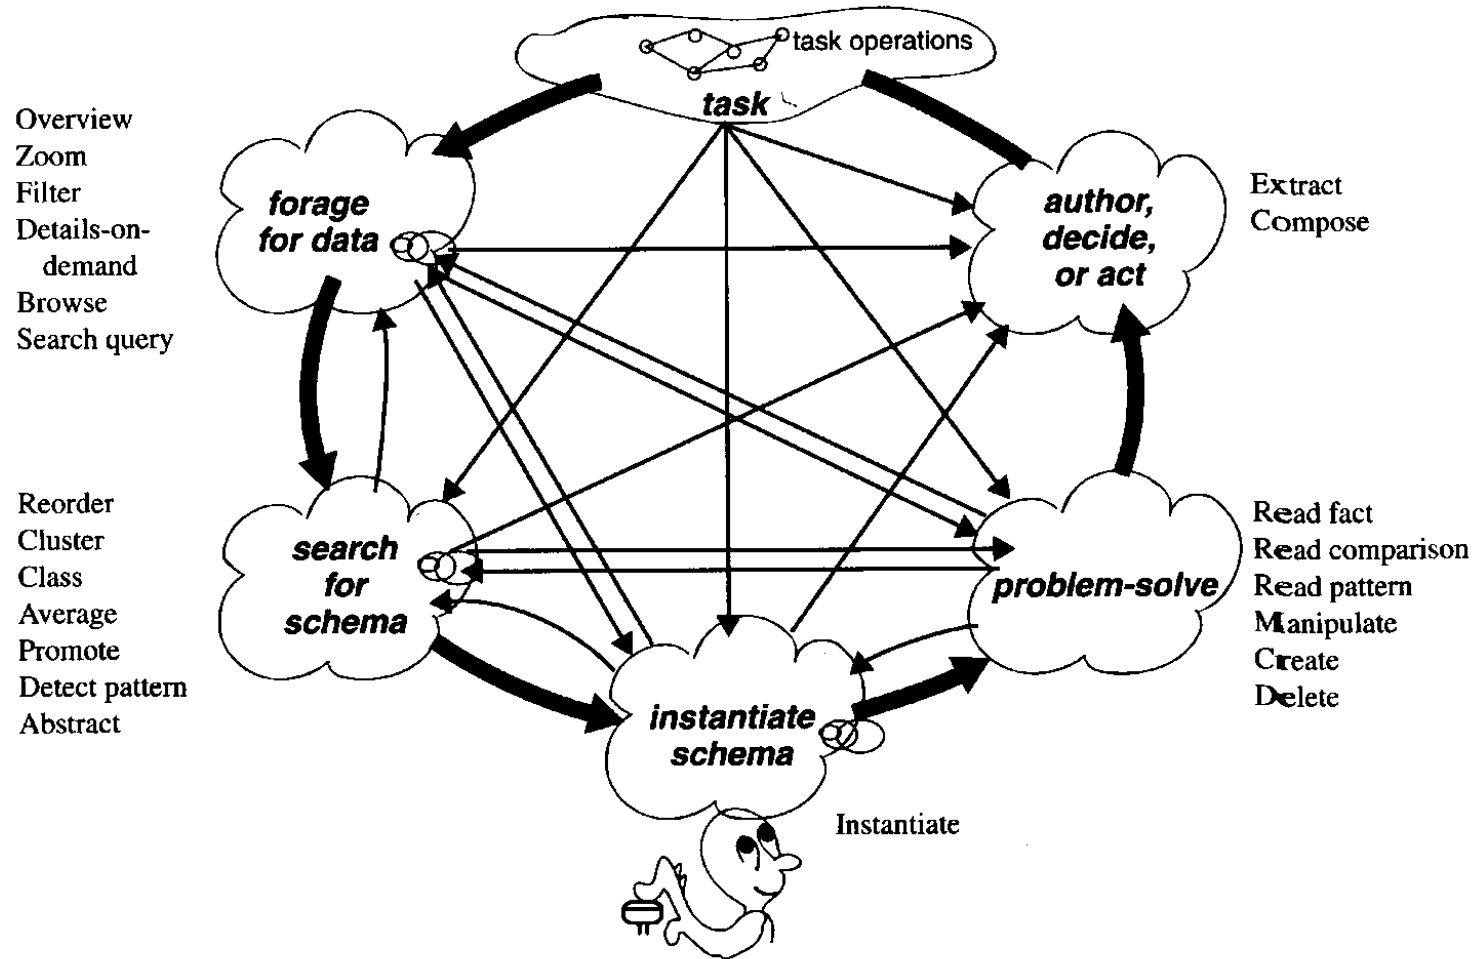 task operations
task
Overview
Zoom
Filter
Details-on-
demand
Browse
Search query
forage
for data
author,
decide,
or act
Extract
Compose
Reorder
Cluster
Class
Average
Promote
Detect pattern
Abstract
search
for
schema
problem-solve
Read fact
Read comparison
Read pattern
Manipulate
Create
Delete
instantiate
schema
Instantiate